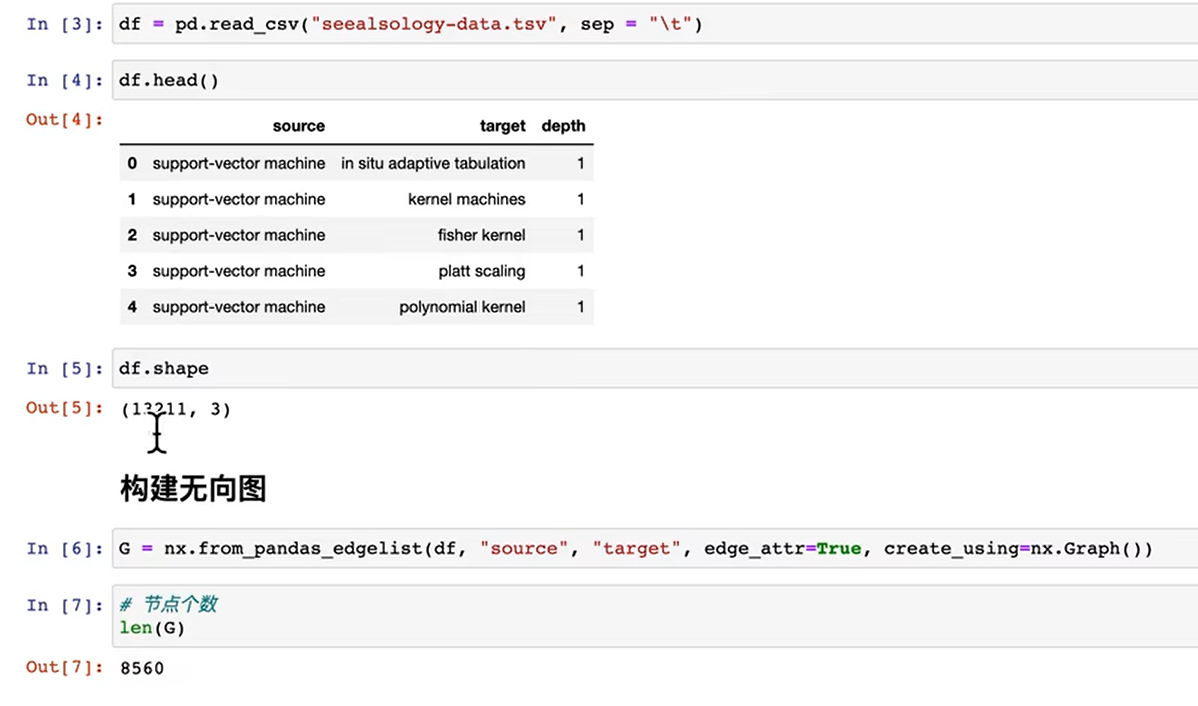 In [3]: df = pd.read_csv("seealsology-data.tsv", sep = "\t")
In [4]: df.head()
Out[4]:
source target depth
0 support-vector machine in situ adaptive tabulation 1
1 support-vector machine kernel machines 1
2 support-vector machine fisher kernel 1
3 support-vector machine platt scaling 1
4 support-vector machine polynomial kernel 1
In [5]: df.shape
Out[5]: (13211, 3)
构建无向图
In [6]: G = nx.from_pandas_edgelist(df, "source", "target", edge_attr=True, create_using=nx.Graph())
In [7]: # 节点个数
len(G)
Out[7]: 8560